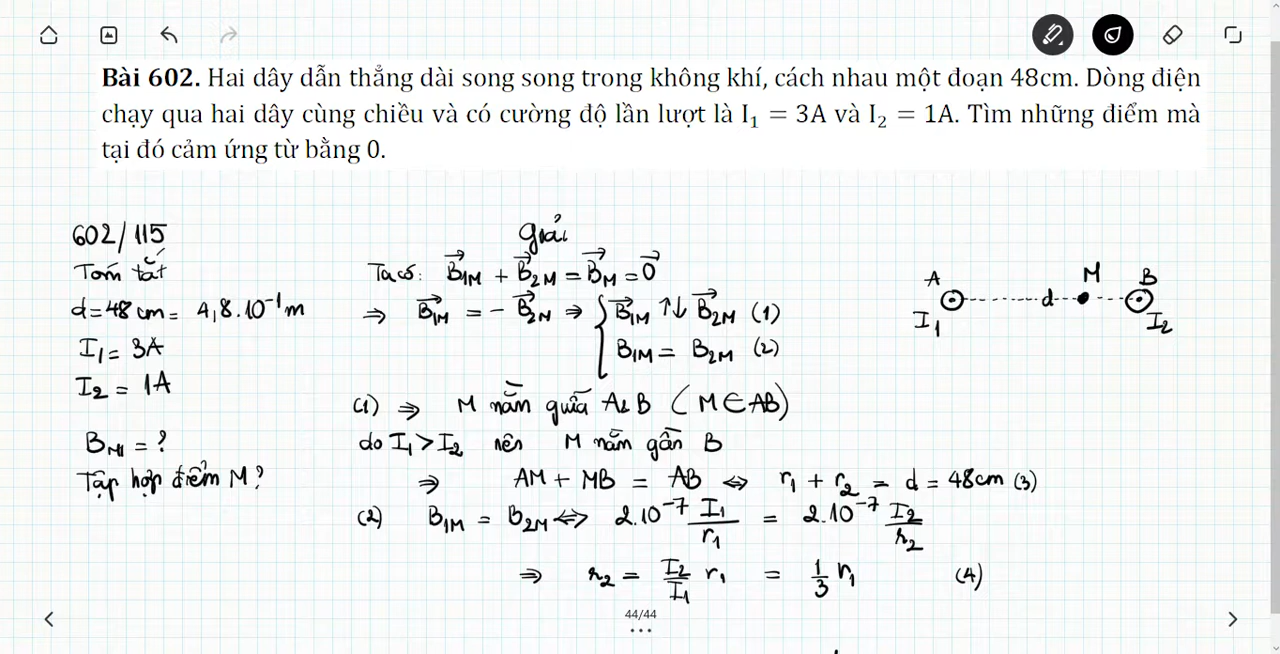 Bài 602. Hai dây dẫn thẳng dài song song trong không khí, cách nhau một đoạn 48cm. Dòng điện
chạy qua hai dây cùng chiều và có cường độ lần lượt là I₁ = 3A và I₂ = 1A. Tìm những điểm mà
tại đó cảm ứng từ bằng 0.
602/115
Tóm tắt
d = 48 cm = 4,8.10⁻¹ m
I₁ = 3A
I₂ = 1A
B_M = ?
Tập hợp điểm M?
Giải
Ta có: B⃗₁M + B⃗₂M = B⃗M = 0⃗
⇒ B⃗₁M = - B⃗₂M ⇒ { B⃗₁M ↑↓ B⃗₂M (1)
B₁M = B₂M (2)
(1) ⇒ M nằm giữa A & B (M ∈ AB)
do I₁ > I₂ nên M nằm gần B
⇒ AM + MB = AB ⇔ r₁ + r₂ = d = 48cm (3)
(2) B₁M = B₂M ⇔ 2.10⁻⁷ I₁/r₁ = 2.10⁻⁷ I₂/r₂
⇒ r₂ = I₂/I₁ r₁ = 1/3 r₁ (4)
A M B
d
I₁ I₂
44/44